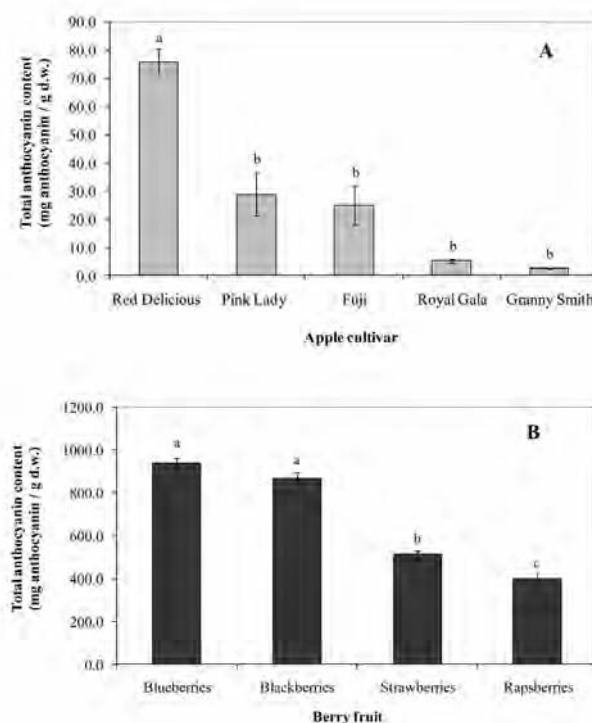 90.0
80.0
70.0
60.0
50.0
40.0
30.0
20.0
10.0
0.0
Total anthocyanin content
(mg anthocyanin / g d.w.)
A
a
b
b
b
b
Red Delicious Pink Lady Fuji Royal Gala Granny Smith
Apple cultivar
1200.0
1000.0
800.0
600.0
400.0
200.0
0.0
Total anthocyanin content
(mg anthocyanin / g d.w.)
B
a
a
b
c
Blueberries Blackberries Strawberries Rapsberries
Berry fruit